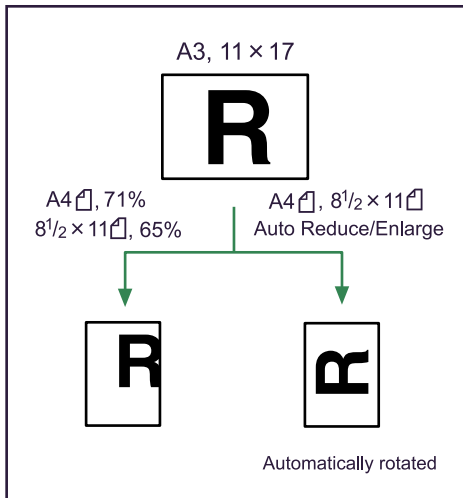 A3, 11 × 17
R
A4, 71%
8¹/₂ × 11, 65%
A4, 8¹/₂ × 11
Auto Reduce/Enlarge
R
R
Automatically rotated